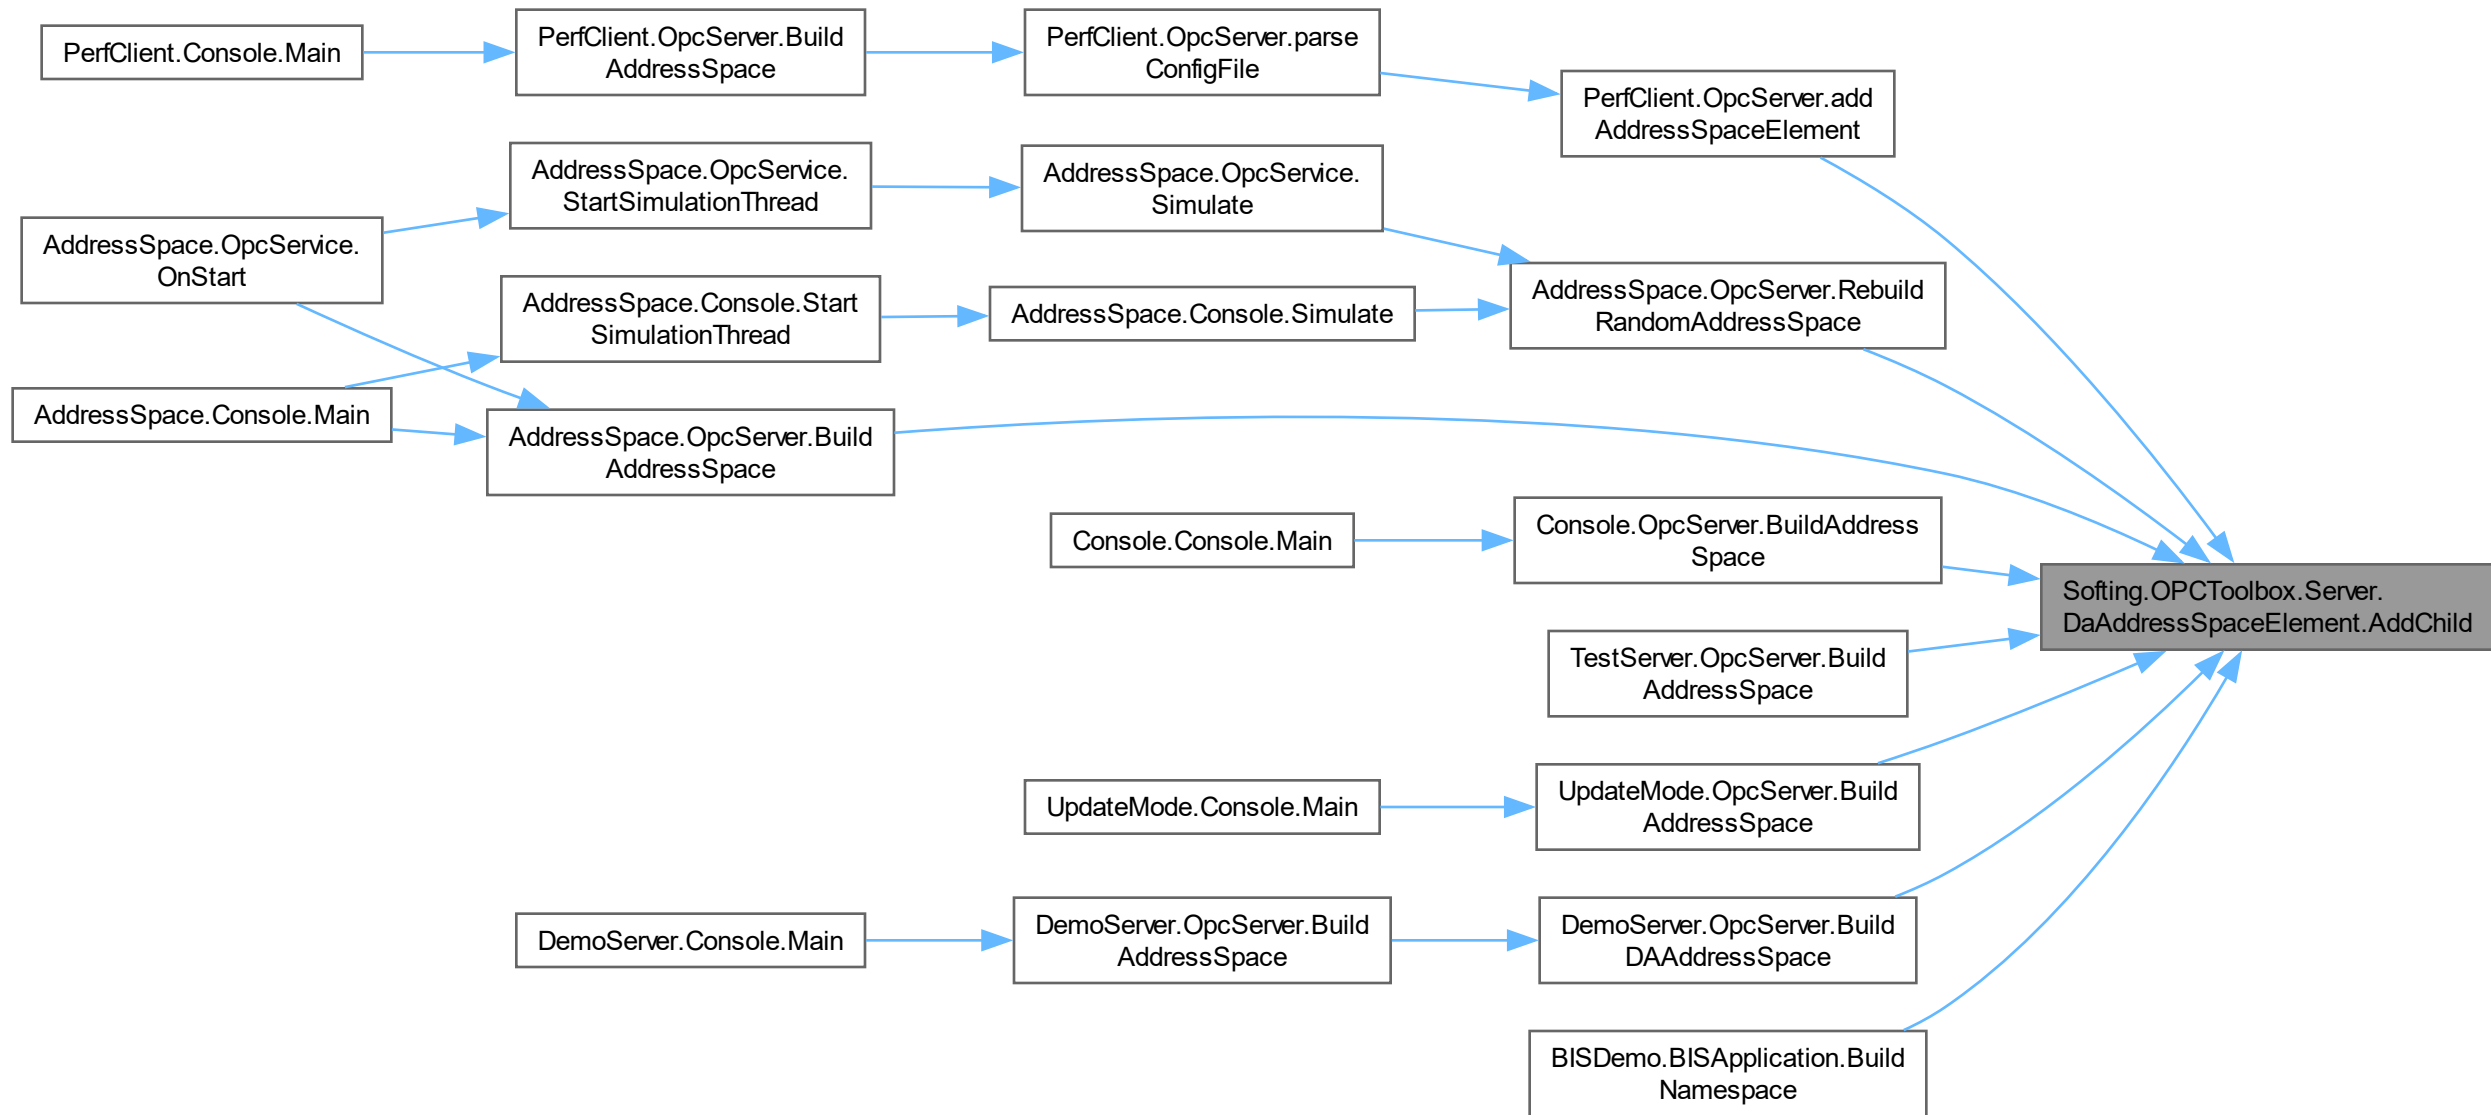 PerfClient.Console.Main
PerfClient.OpcServer.Build
AddressSpace
PerfClient.OpcServer.parse
ConfigFile
PerfClient.OpcServer.add
AddressSpaceElement
AddressSpace.OpcService.
StartSimulationThread
AddressSpace.OpcService.
Simulate
AddressSpace.OpcService.
OnStart
AddressSpace.Console.Start
SimulationThread
AddressSpace.Console.Simulate
AddressSpace.OpcServer.Rebuild
RandomAddressSpace
AddressSpace.Console.Main
AddressSpace.OpcServer.Build
AddressSpace
Console.Console.Main
Console.OpcServer.BuildAddress
Space
Softing.OPCToolbox.Server.
DaAddressSpaceElement.AddChild
TestServer.OpcServer.Build
AddressSpace
UpdateMode.Console.Main
UpdateMode.OpcServer.Build
AddressSpace
DemoServer.Console.Main
DemoServer.OpcServer.Build
AddressSpace
DemoServer.OpcServer.Build
DAAddressSpace
BISDemo.BISApplication.Build
Namespace